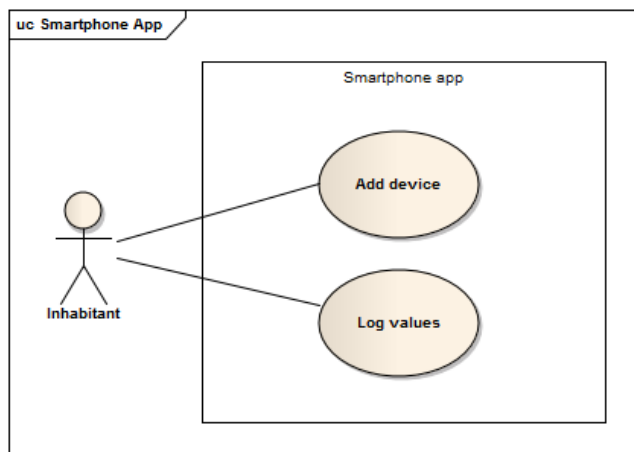 uc Smartphone App
Smartphone app
Add device
Inhabitant
Log values